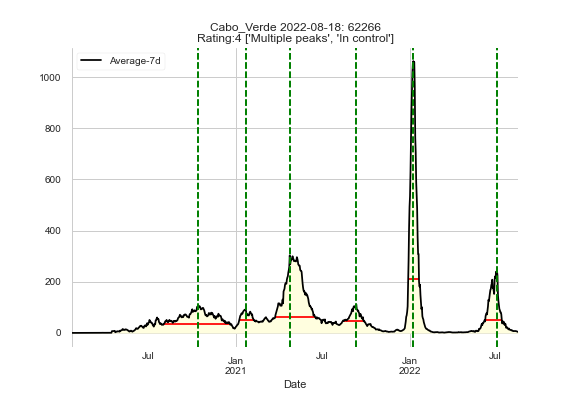 Cabo_Verde 2022-08-18: 62266
Rating:4 ['Multiple peaks', 'In control']
Average-7d
1000
800
600
400
200
0
Jul
Jan
2021
Jul
Jan
2022
Jul
Date